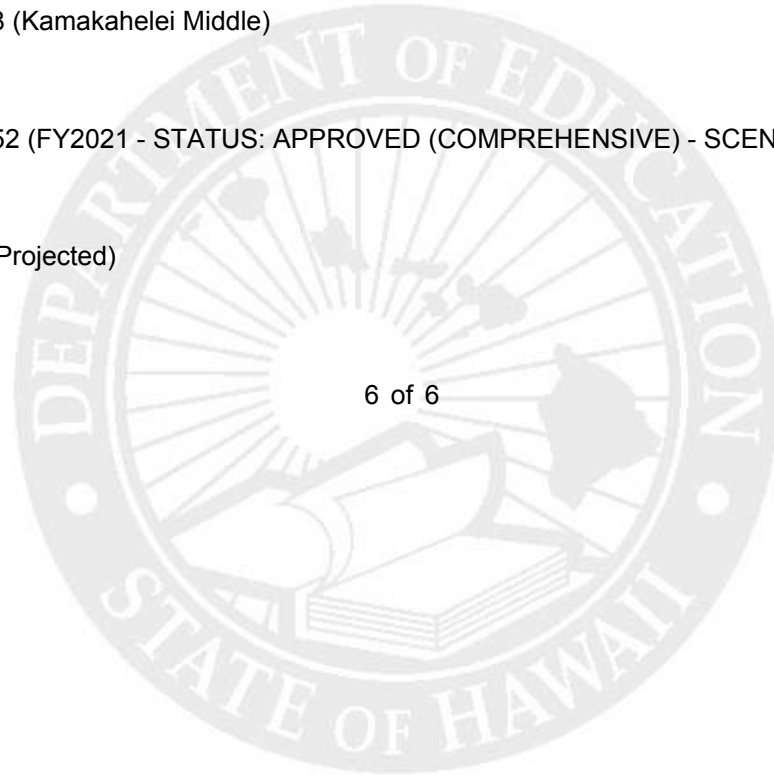 3 (Kamakahelei Middle)
52 (FY2021 - STATUS: APPROVED (COMPREHENSIVE) - SCEN
Projected)
6 of 6
DEPARTMENT OF EDUCATION
STATE OF HAWAII